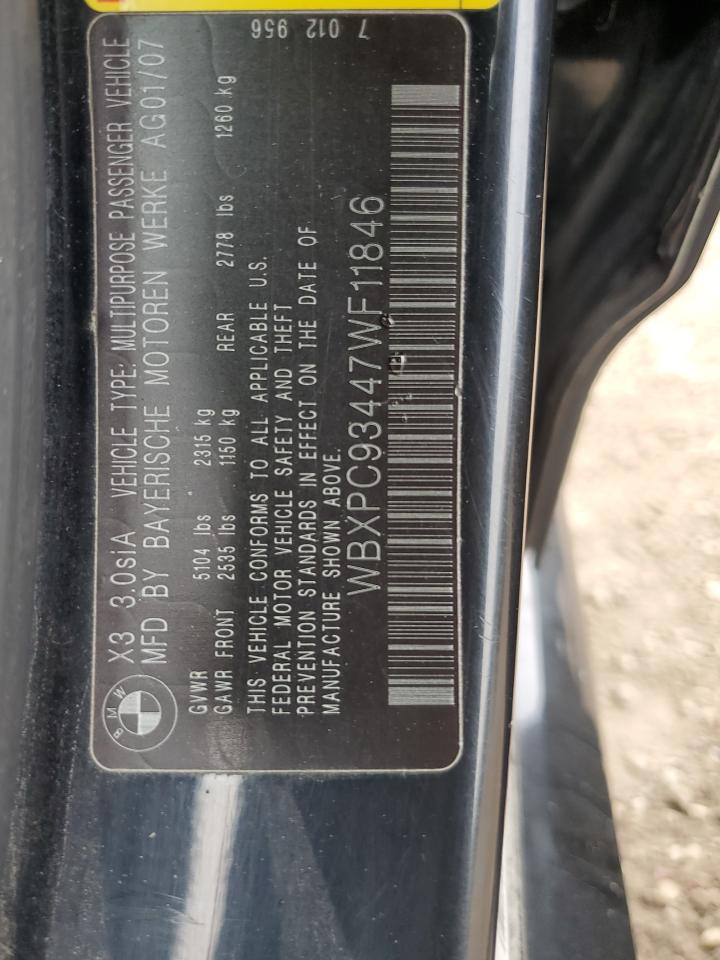 BMW
X3 3.0siA VEHICLE TYPE: MULTIPURPOSE PASSENGER VEHICLE
MFD BY BAYERISCHE MOTOREN WERKE AG01/07
GVWR 5104 lbs 2315 kg
GAWR FRONT 2535 lbs 1150 kg REAR 2778 lbs 1260 kg
THIS VEHICLE CONFORMS TO ALL APPLICABLE U.S.
FEDERAL MOTOR VEHICLE SAFETY AND THEFT
PREVENTION STANDARDS IN EFFECT ON THE DATE OF
MANUFACTURE SHOWN ABOVE.
WBXPC93447WF11846
7 012 956